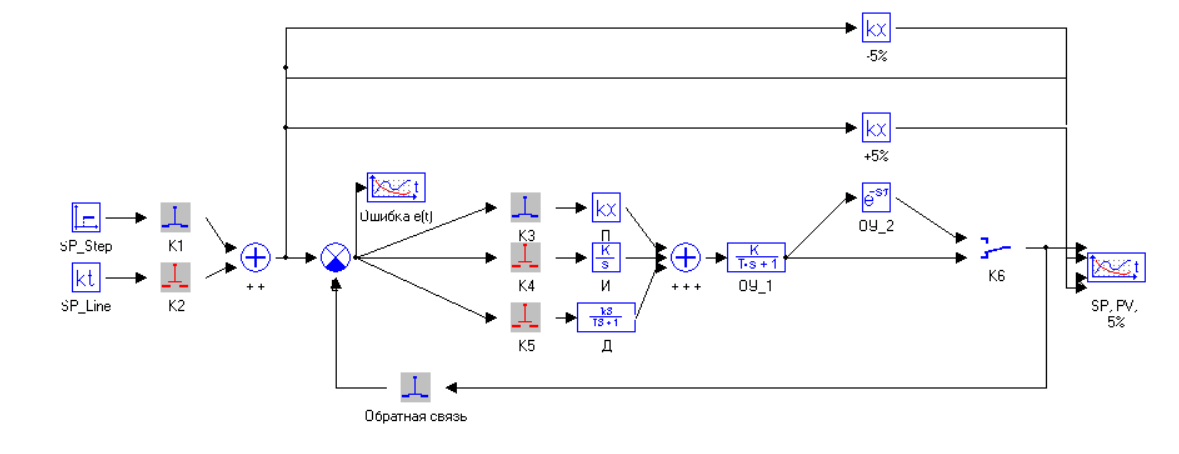 kx
-5%
kx
+5%
t
Ошибка e(t)
SP_Step
K1
kt
SP_Line
K2
+ +
K3
kx
П
K4
K
s
И
K5
ks
Ts+1
Д
+ + +
K
T·s+1
ОУ_1
e-sτ
ОУ_2
K6
t
SP, PV,
5%
Обратная связь